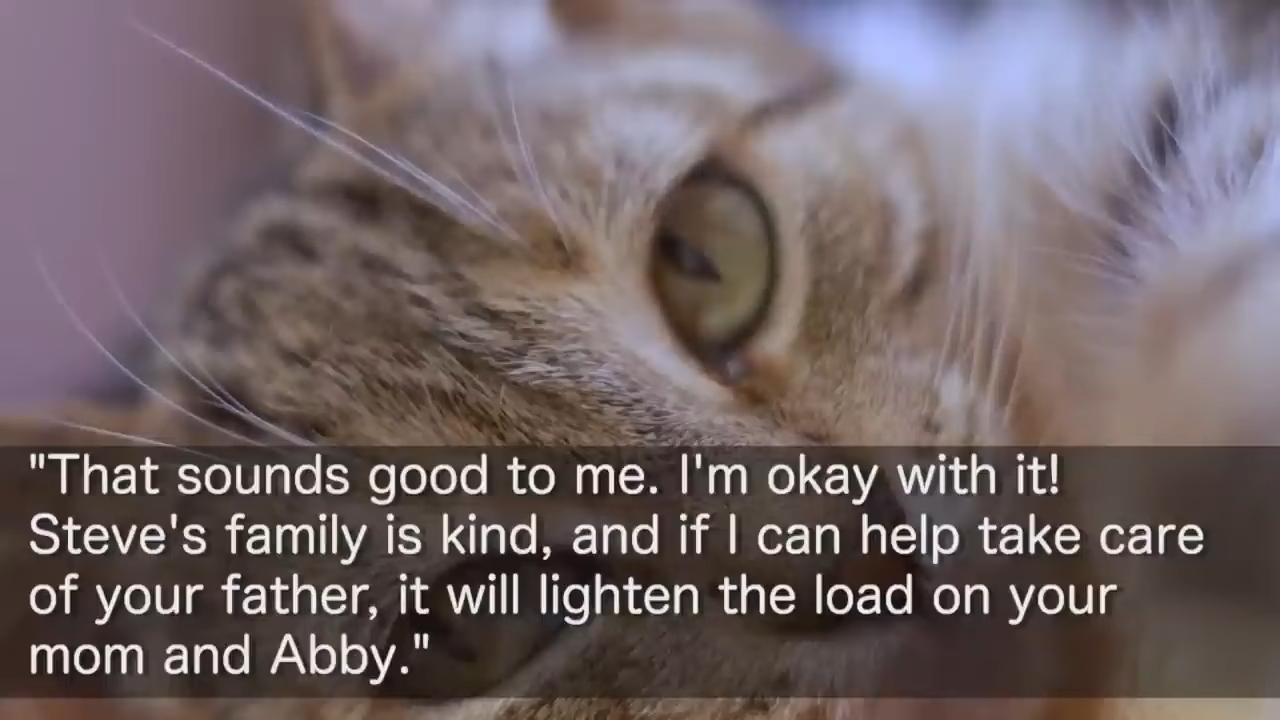 "That sounds good to me. I'm okay with it!
Steve's family is kind, and if I can help take care
of your father, it will lighten the load on your
mom and Abby."